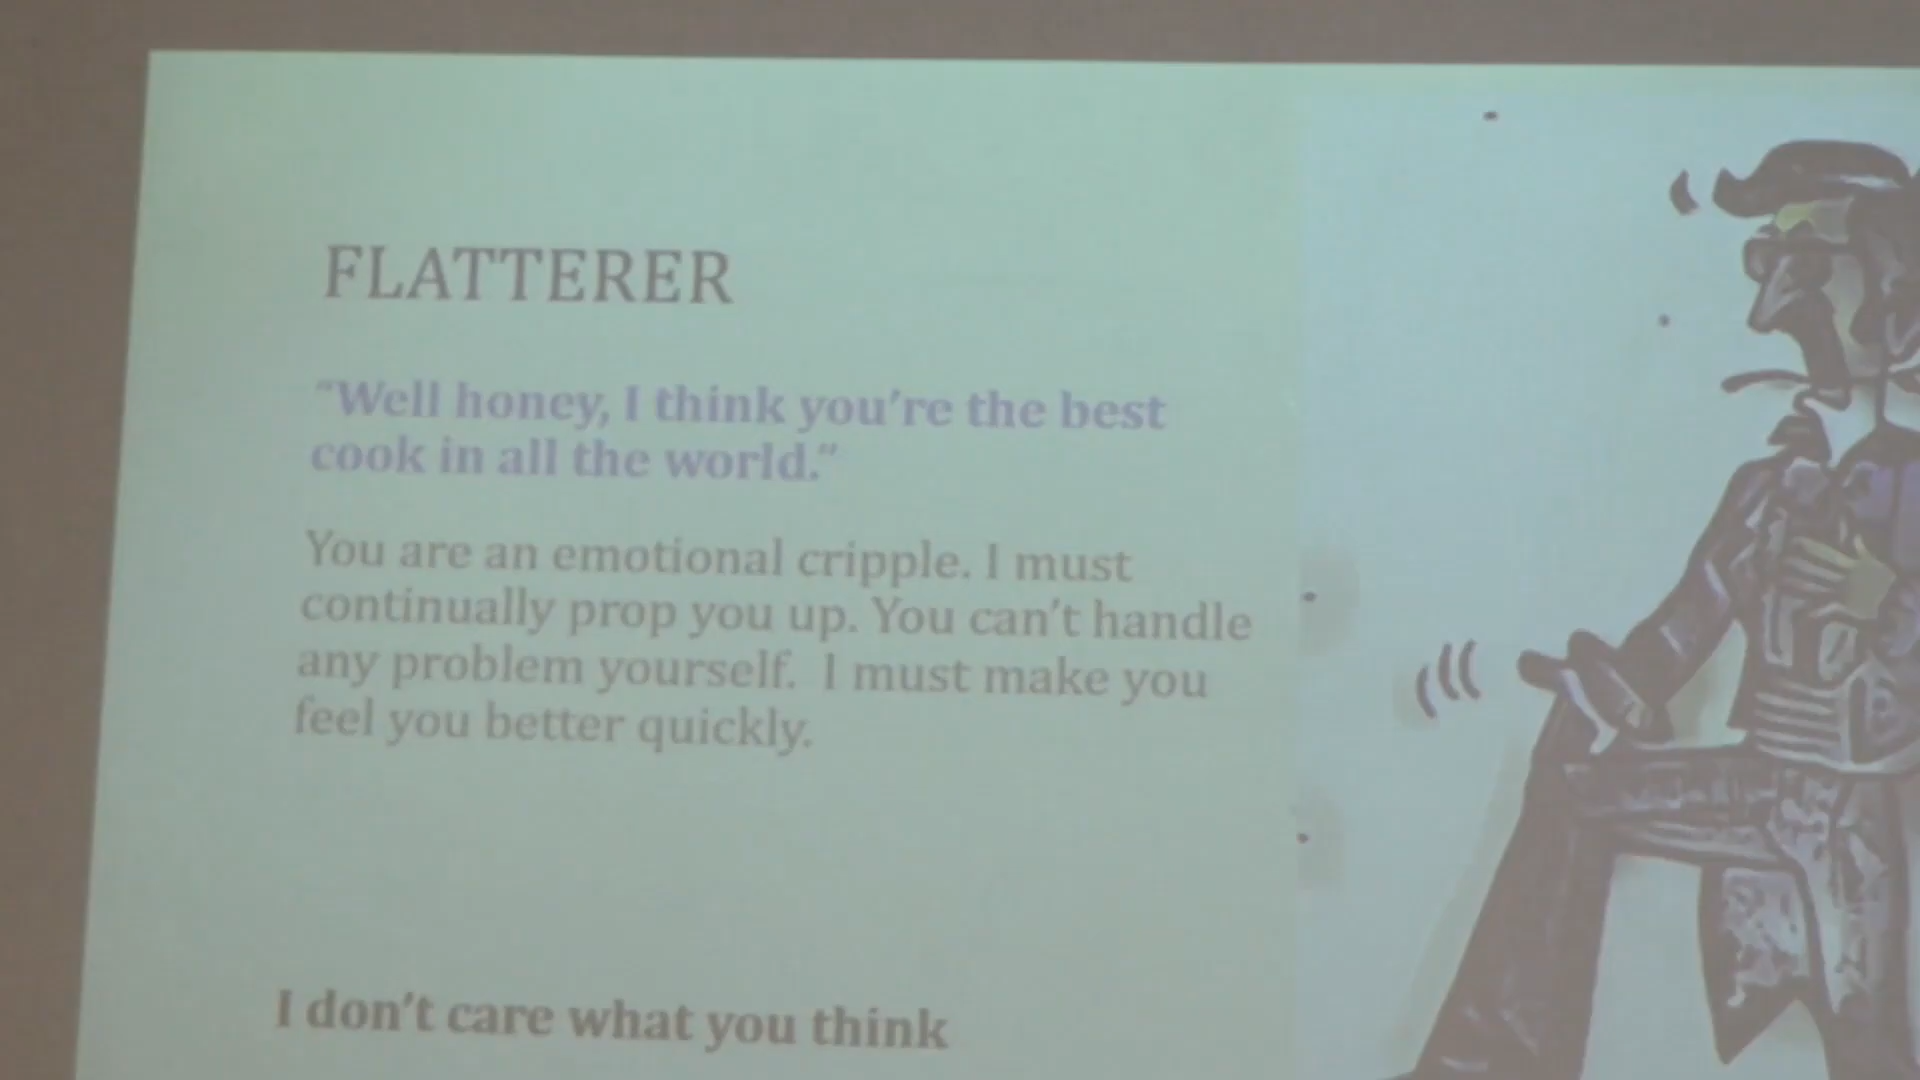 FLATTERER
"Well honey, I think you're the best
cook in all the world."
You are an emotional cripple. I must
continually prop you up. You can't handle
any problem yourself. I must make you
feel you better quickly.
I don't care what you think